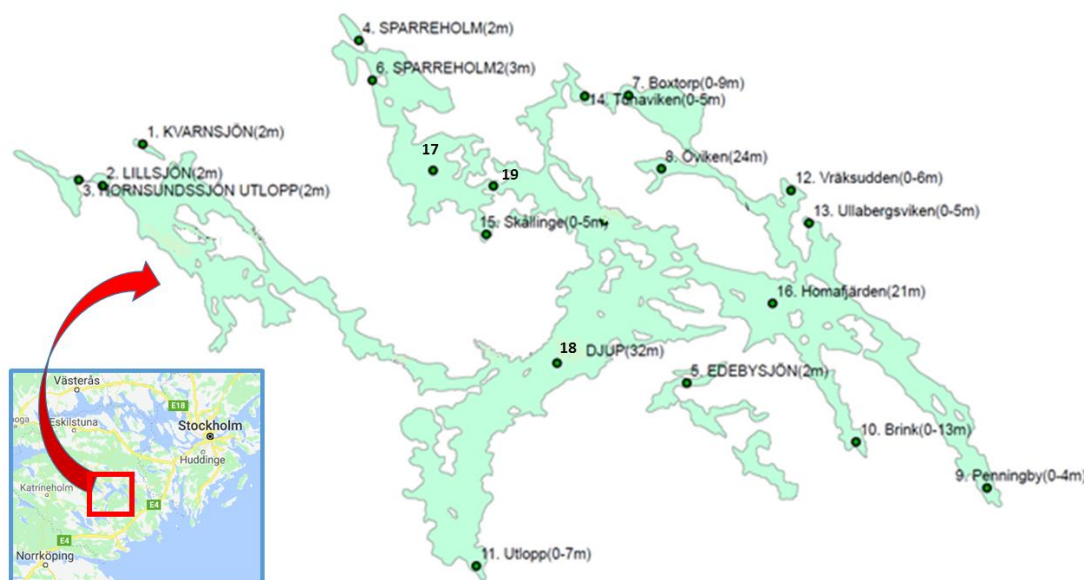 4. SPARREHOLM(2m)
6. SPARREHOLM2(3m)
7. Boxtorp(0-9m)
14. Tunaviken(0-5m)
1. KVARNSJÖN(2m)
17
8. Öviken(24m)
2. LILLSJÖN(2m)
19
3. HORNSUNDSSJÖN UTLOPP(2m)
12. Vräksudden(0-6m)
13. Ullabergsviken(0-5m)
15. Skällinge(0-5m)
16. Homafjärden(21m)
18 DJUP(32m)
5. EDEBYSJÖN(2m)
10. Brink(0-13m)
9. Penningby(0-4m)
11. Utlopp(0-7m)
Västerås
E18
oga
Eskilstuna
Stockholm
Huddinge
Katrineholm
E4
E4
Norrköping